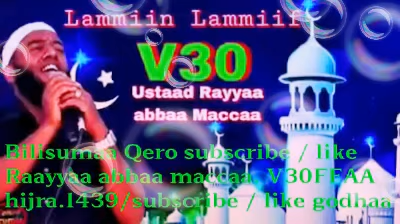 Lammiin Lammiif
V30
Ustaad Rayyaa
abbaa Maccaa
Bilisumaa Qero subscribe / like
Raayyaa abbaa maccaa V30FFAA
hijra.1439/subscribe / like godhaa